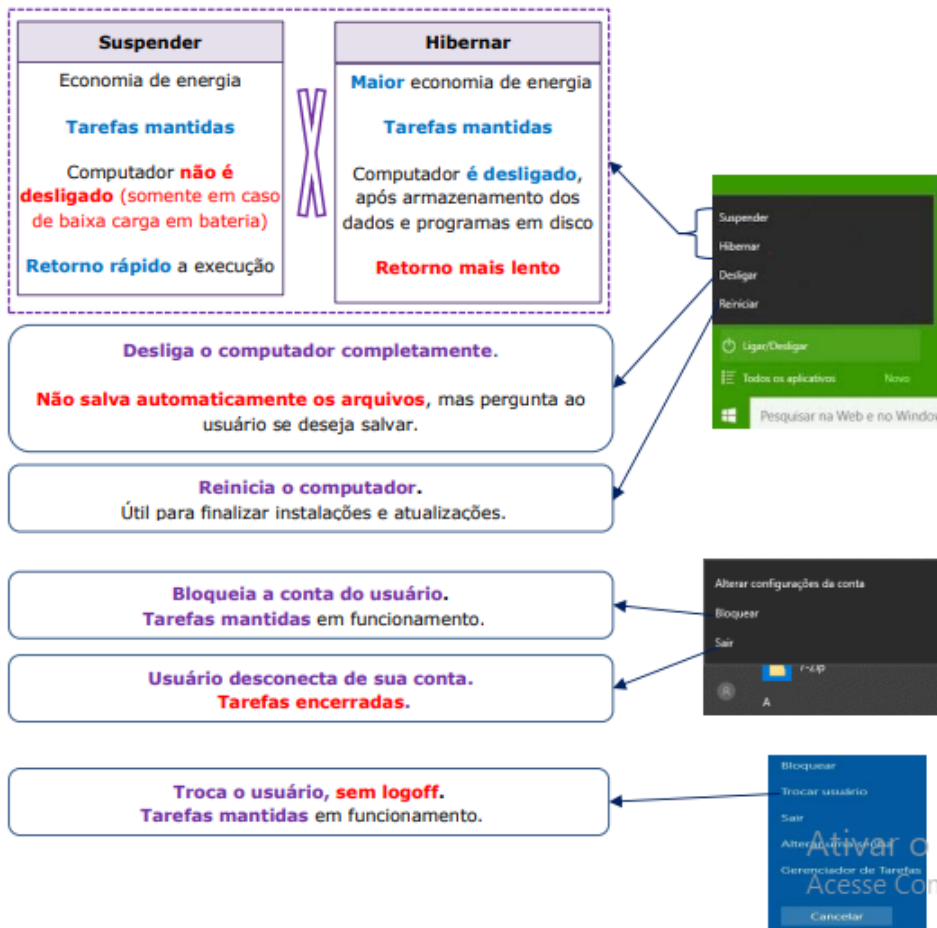 Suspender
Economia de energia
Tarefas mantidas
Computador não é
desligado (somente em caso
de baixa carga em bateria)
Retorno rápido a execução
Hibernar
Maior economia de energia
Tarefas mantidas
Computador é desligado,
após armazenamento dos
dados e programas em disco
Retorno mais lento
Suspender
Hibernar
Desligar
Reiniciar
Ligar/Desligar
Todos os aplicativos Novo
Pesquisar na Web e no Window
Desliga o computador completamente.
Não salva automaticamente os arquivos, mas pergunta ao
usuário se deseja salvar.
Reinicia o computador.
Útil para finalizar instalações e atualizações.
Bloqueia a conta do usuário.
Tarefas mantidas em funcionamento.
Usuário desconecta de sua conta.
Tarefas encerradas.
Alterar configurações da conta
Bloquear
Sair
7-Zip
A
Troca o usuário, sem logoff.
Tarefas mantidas em funcionamento.
Bloquear
Trocar usuário
Sair
Alterar uma senha
Gerenciador de Tarefas
Cancelar
Ativar o
Acesse Con